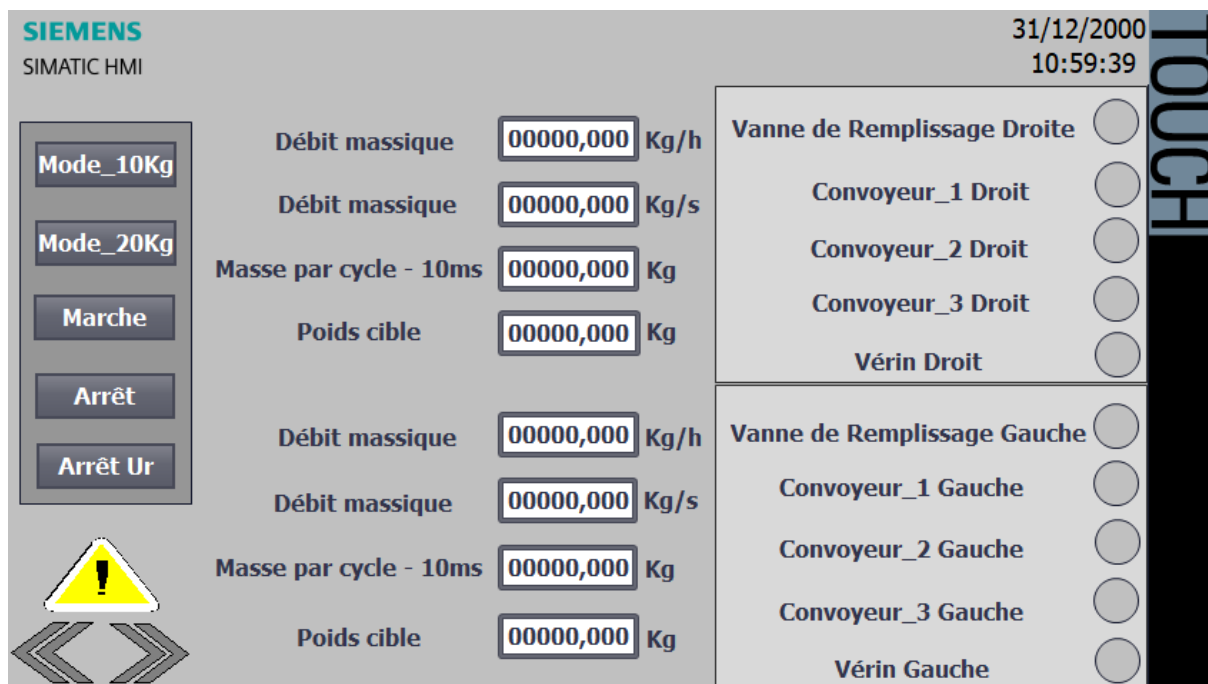 SIEMENS
SIMATIC HMI
31/12/2000
10:59:39
TOUCH
Mode_10Kg
Mode_20Kg
Marche
Arrêt
Arrêt Ur
Débit massique 00000,000 Kg/h
Débit massique 00000,000 Kg/s
Masse par cycle - 10ms 00000,000 Kg
Poids cible 00000,000 Kg
Débit massique 00000,000 Kg/h
Débit massique 00000,000 Kg/s
Masse par cycle - 10ms 00000,000 Kg
Poids cible 00000,000 Kg
Vanne de Remplissage Droite
Convoyeur_1 Droit
Convoyeur_2 Droit
Convoyeur_3 Droit
Vérin Droit
Vanne de Remplissage Gauche
Convoyeur_1 Gauche
Convoyeur_2 Gauche
Convoyeur_3 Gauche
Vérin Gauche
!